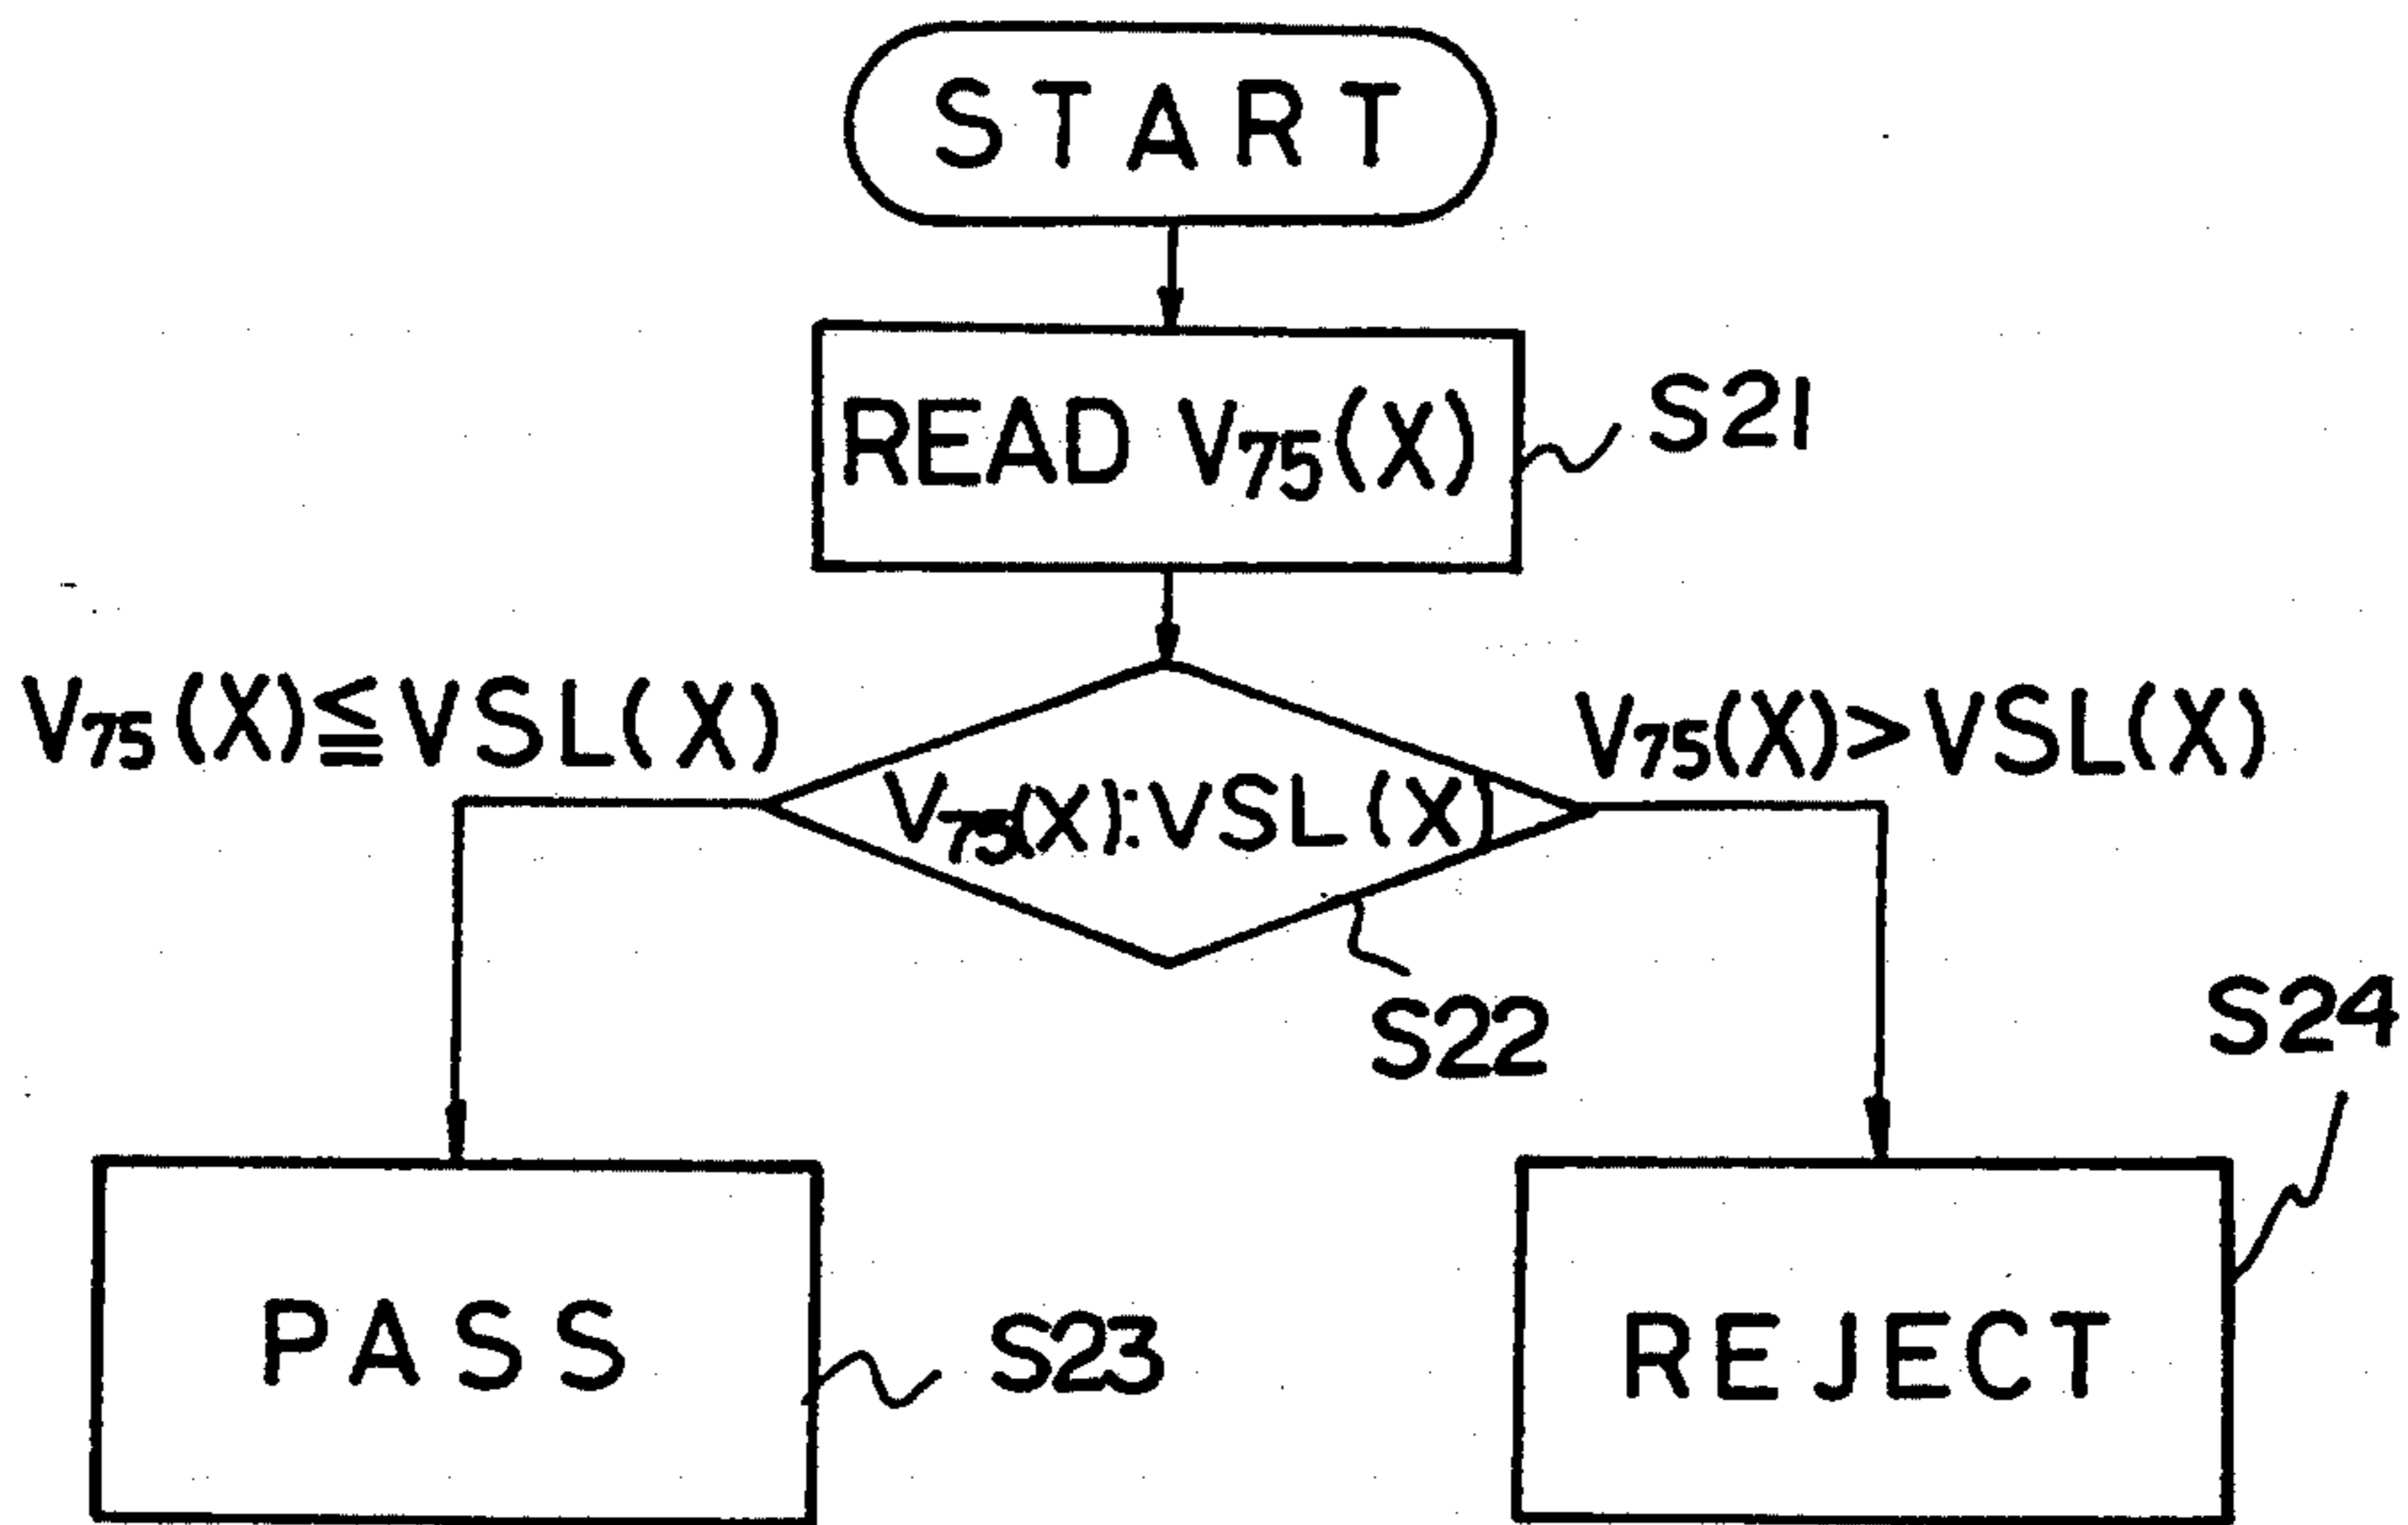 START
READ V₇₅(X)
S21
V₇₅(X)≦VSL(X)
V₇₅(X)>VSL(X)
V₇₅(X):VSL(X)
S22
S24
PASS
S23
REJECT